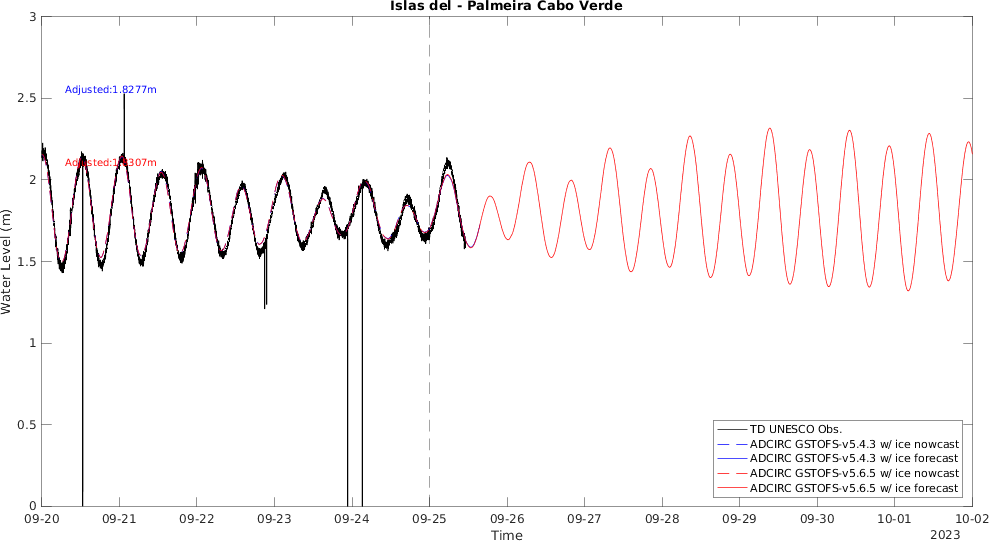 Islas del - Palmeira Cabo Verde
3
2.5
2
1.5
1
0.5
0
Water Level (m)
Adjusted:1.8277m
TD UNESCO Obs.
ADCIRC GSTOFS-v5.4.3 w/ ice nowcast
ADCIRC GSTOFS-v5.4.3 w/ ice forecast
ADCIRC GSTOFS-v5.6.5 w/ ice nowcast
ADCIRC GSTOFS-v5.6.5 w/ ice forecast
09-20 09-21 09-22 09-23 09-24 09-25 09-26 09-27 09-28 09-29 09-30 10-01 10-02
Time 2023